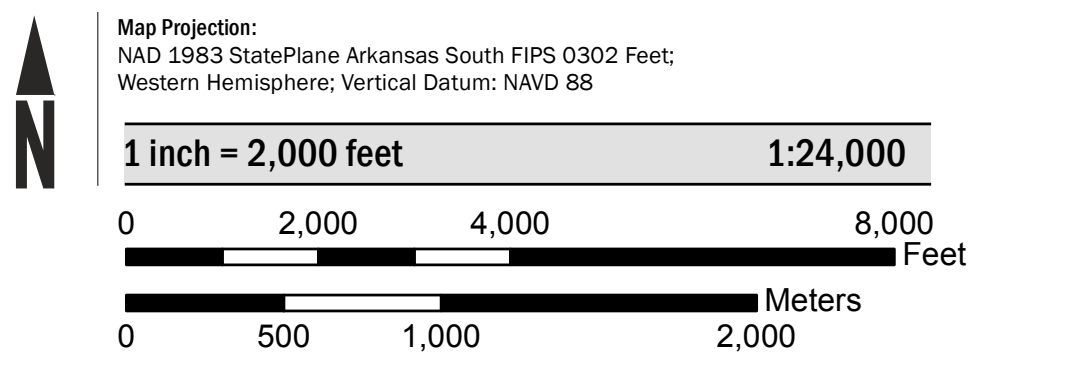 N
Map Projection:
NAD 1983 StatePlane Arkansas South FIPS 0302 Feet;
Western Hemisphere; Vertical Datum: NAVD 88
1 inch = 2,000 feet 1:24,000
0 2,000 4,000 8,000
Feet
Meters
0 500 1,000 2,000